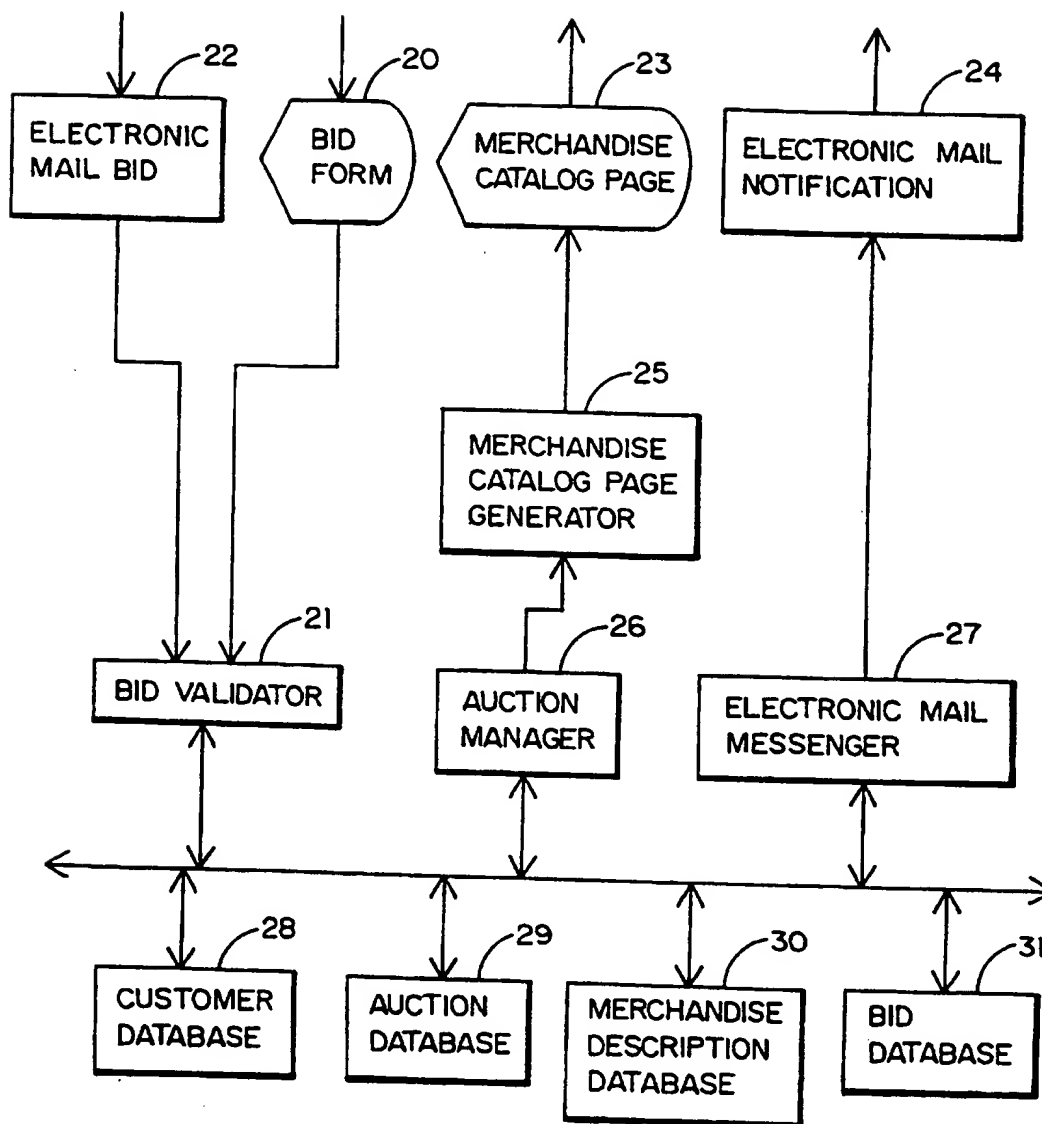 22
20
23
24
ELECTRONIC
MAIL BID
BID
FORM
MERCHANDISE
CATALOG PAGE
ELECTRONIC MAIL
NOTIFICATION
25
MERCHANDISE
CATALOG PAGE
GENERATOR
21
BID VALIDATOR
26
AUCTION
MANAGER
27
ELECTRONIC MAIL
MESSENGER
28
CUSTOMER
DATABASE
29
AUCTION
DATABASE
30
MERCHANDISE
DESCRIPTION
DATABASE
31
BID
DATABASE